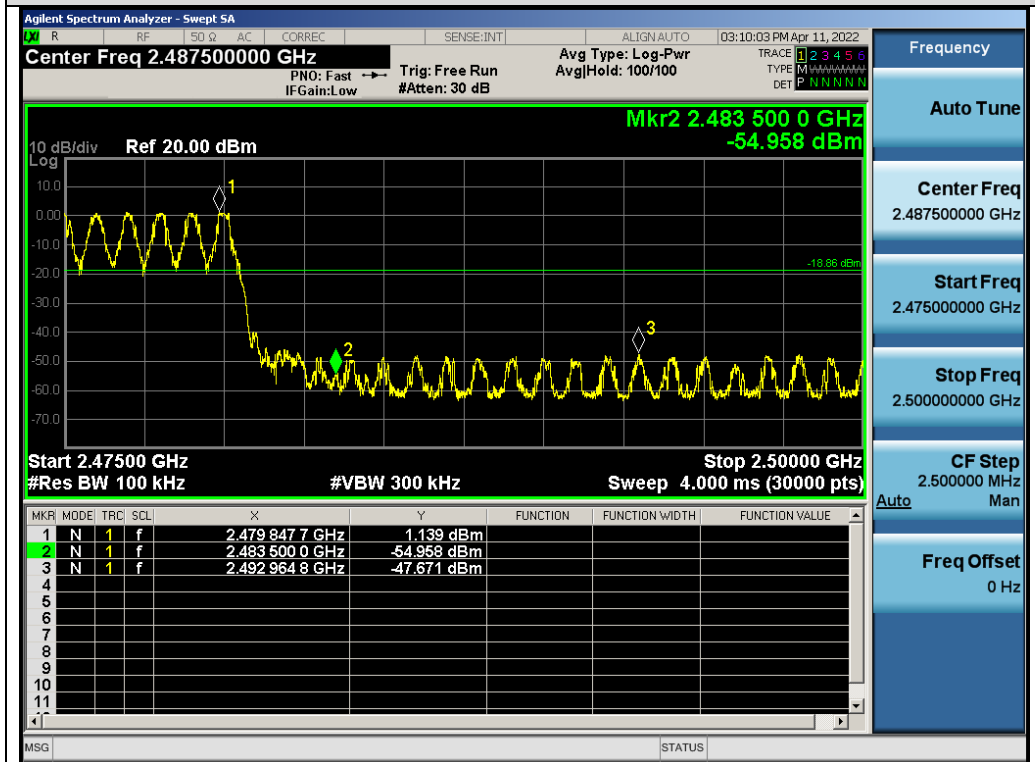 Agilent Spectrum Analyzer - Swept SA
LXI R RF 50 Ω AC CORREC SENSE:INT ALIGN AUTO 03:10:03 PM Apr 11, 2022
Center Freq 2.487500000 GHz
PNO: Fast
IFGain:Low
Trig: Free Run
#Atten: 30 dB
Avg Type: Log-Pwr
Avg|Hold: 100/100
TRACE 1 2 3 4 5 6
TYPE M
DET P N N N N N
Mkr2 2.483 500 0 GHz
-54.958 dBm
10 dB/div Ref 20.00 dBm
Log
10.0
0.00
-10.0
-20.0
-30.0
-40.0
-50.0
-60.0
-70.0
1
2
3
-18.86 dBm
Start 2.47500 GHz Stop 2.50000 GHz
#Res BW 100 kHz #VBW 300 kHz Sweep 4.000 ms (30000 pts)
MKR MODE TRC SCL X Y FUNCTION FUNCTION WIDTH FUNCTION VALUE
1 N 1 f 2.479 847 7 GHz 1.139 dBm
2 N 1 f 2.483 500 0 GHz -54.958 dBm
3 N 1 f 2.492 964 8 GHz -47.671 dBm
4
5
6
7
8
9
10
11
MSG STATUS
Frequency
Auto Tune
Center Freq
2.487500000 GHz
Start Freq
2.475000000 GHz
Stop Freq
2.500000000 GHz
CF Step
2.500000 MHz
Auto Man
Freq Offset
0 Hz